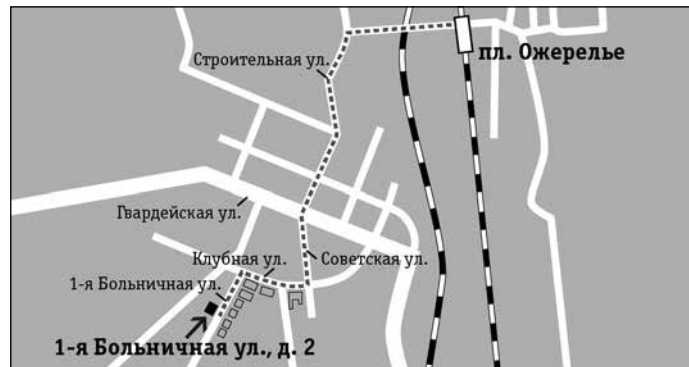 пл. Ожерелье
Строительная ул.
Гвардейская ул.
Клубная ул.
Советская ул.
1-я Больничная ул.
1-я Больничная ул., д. 2